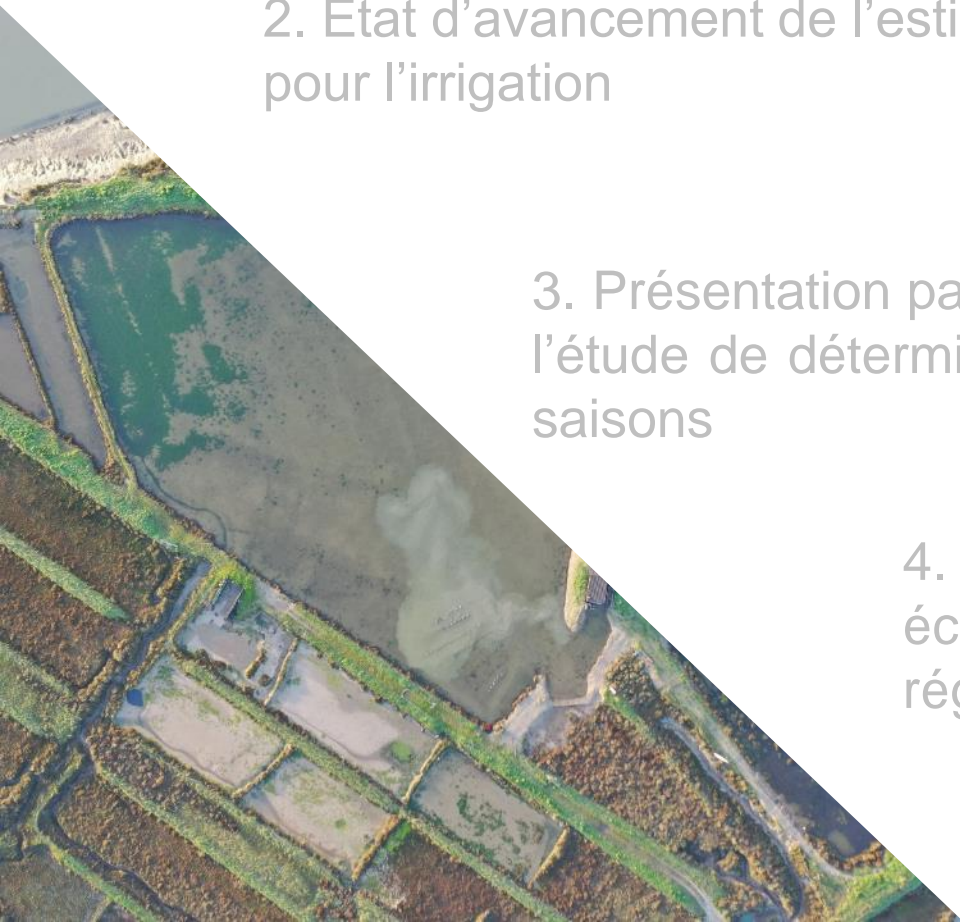 2. Etat d’avancement de l’esti
pour l’irrigation
3. Présentation pa
l’étude de détermi
saisons
4.
éc
rég